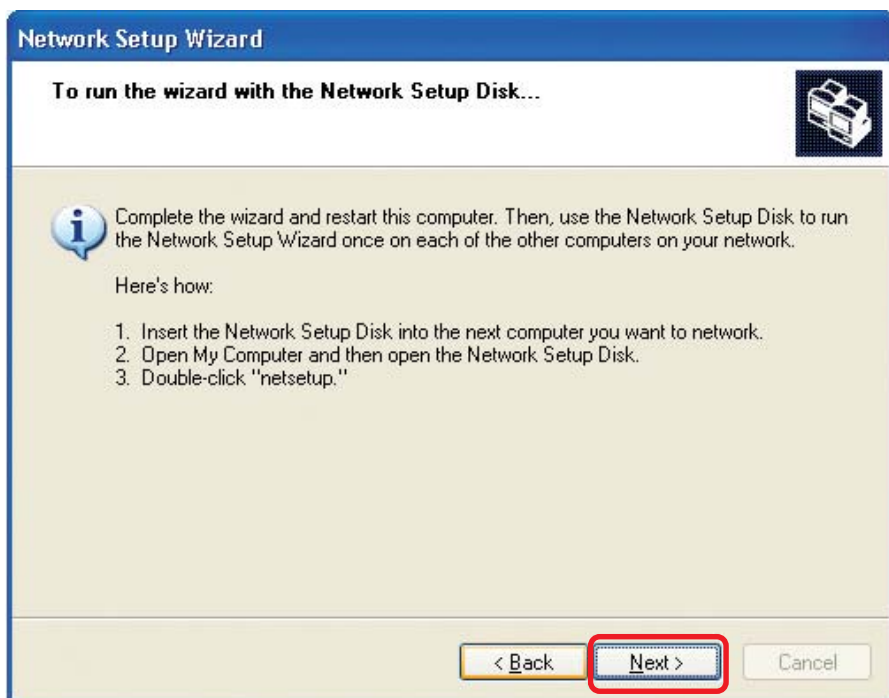 Network Setup Wizard
To run the wizard with the Network Setup Disk...
Complete the wizard and restart this computer. Then, use the Network Setup Disk to run
the Network Setup Wizard once on each of the other computers on your network.
Here's how:
1. Insert the Network Setup Disk into the next computer you want to network.
2. Open My Computer and then open the Network Setup Disk.
3. Double-click "netsetup."
< Back
Next >
Cancel